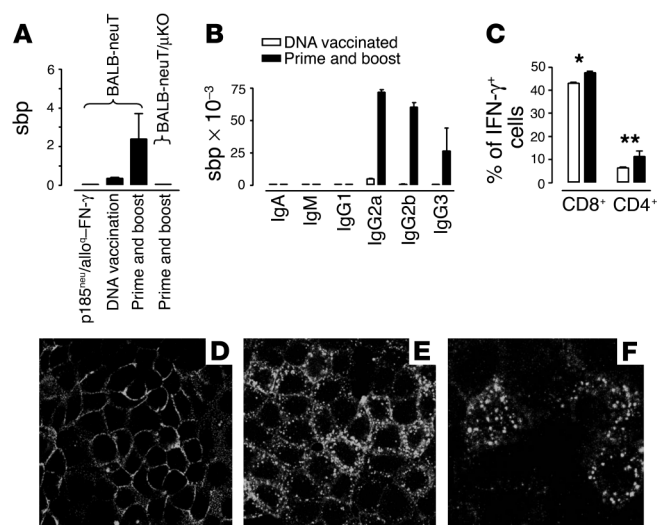 A
BALB-neuT
BALB-neuT/μKO
sbp
6
4
2
0
p185neu/alloq–FN-γ
DNA vaccination
Prime and boost
Prime and boost
B
DNA vaccinated
Prime and boost
sbp × 10–3
75
50
25
0
IgA
IgM
IgG1
IgG2a
IgG2b
IgG3
C
% of IFN-γ+
cells
50
40
30
20
10
0
*
**
CD8+
CD4+
D
E
F